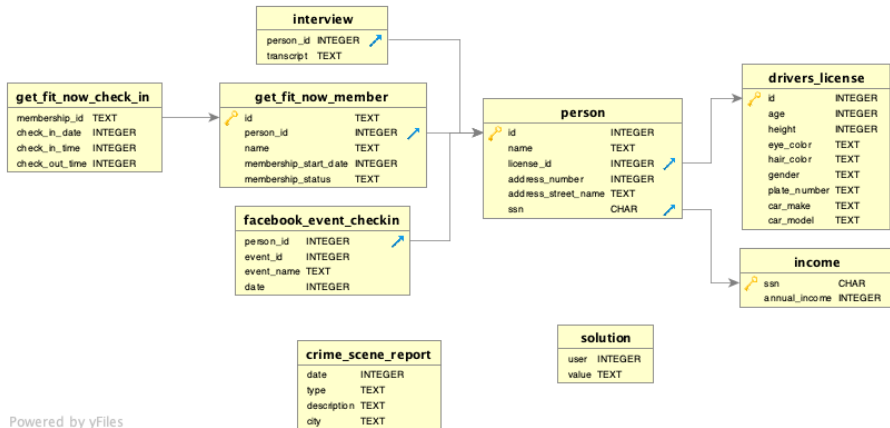 interview
person_id INTEGER
transcript TEXT
get_fit_now_check_in
membership_id TEXT
check_in_date INTEGER
check_in_time INTEGER
check_out_time INTEGER
get_fit_now_member
id TEXT
person_id INTEGER
name TEXT
membership_start_date INTEGER
membership_status TEXT
facebook_event_checkin
person_id INTEGER
event_id INTEGER
event_name TEXT
date INTEGER
person
id INTEGER
name TEXT
license_id INTEGER
address_number INTEGER
address_street_name TEXT
ssn CHAR
drivers_license
id INTEGER
age INTEGER
height INTEGER
eye_color TEXT
hair_color TEXT
gender TEXT
plate_number TEXT
car_make TEXT
car_model TEXT
income
ssn CHAR
annual_income INTEGER
solution
user INTEGER
value TEXT
crime_scene_report
date INTEGER
type TEXT
description TEXT
city TEXT
Powered by yFiles